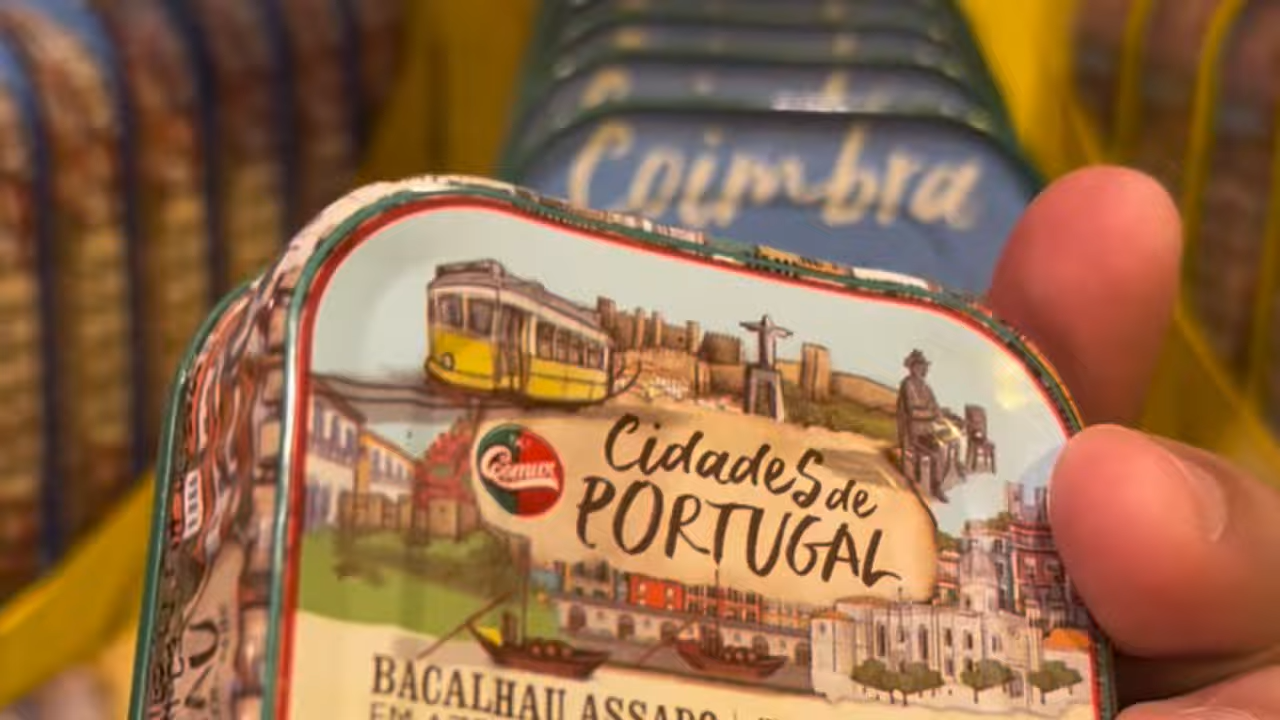 Coimbra
Comur
Cidades de
PORTUGAL
BACALHAU ASSADO